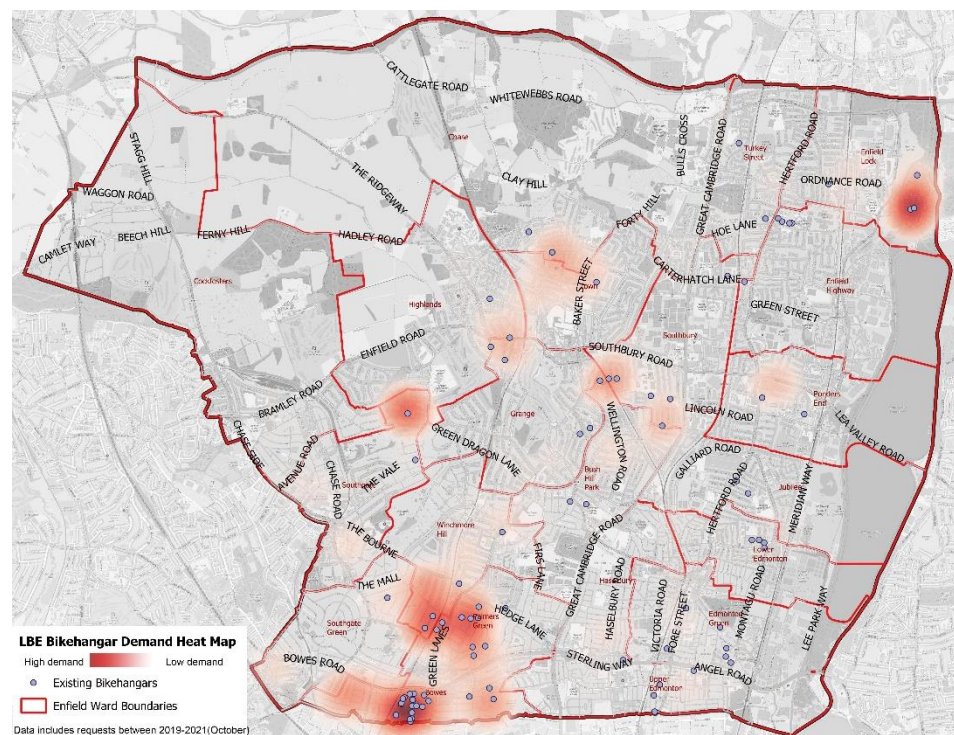 CATTLEGATE ROAD
WHITEWEBBS ROAD
Chase
STAGG HILL
BULLS CROSS
GREAT CAMBRIDGE ROAD
Turkey
Street
HERTFORD ROAD
Enfield
Lock
ORDNANCE ROAD
THE RIDGEWAY
CLAY HILL
WAGGON ROAD
CAMLET WAY
BEECH HILL
FERNY HILL
HADLEY ROAD
FORTY HILL
HOE LANE
CARTERHATCH LANE
Cockfosters
Highlands
BAKER STREET
Town
Enfield
Highway
GREEN STREET
Southbury
ENFIELD ROAD
SOUTHBURY ROAD
BRAMLEY ROAD
Grange
WELLINGTON ROAD
LINCOLN ROAD
Ponders
End
LEA VALLEY ROAD
CHASE SIDE
AVENUE ROAD
CHASE ROAD
THE VALE
GREEN DRAGON LANE
GALLIARD ROAD
Bush
Hill
Park
HERTFORD ROAD
Jubilee
MERIDIAN WAY
THE BOURNE
Winchmore
Hill
FIRS LANE
GREAT CAMBRIDGE ROAD
Lower
Edmonton
THE MALL
Haselbury
HASELBURY ROAD
VICTORIA ROAD
FORE STREET
MONTAGU ROAD
LEE PARK WAY
Southgate
Green
Palmers
Green
HEDGE LANE
Edmonton
Green
GREEN LANES
STERLING WAY
ANGEL ROAD
BOWES ROAD
Bowes
Upper
Edmonton
LBE Bikehangar Demand Heat Map
High demand Low demand
Existing Bikehangars
Enfield Ward Boundaries
Data includes requests between 2019-2021(October)